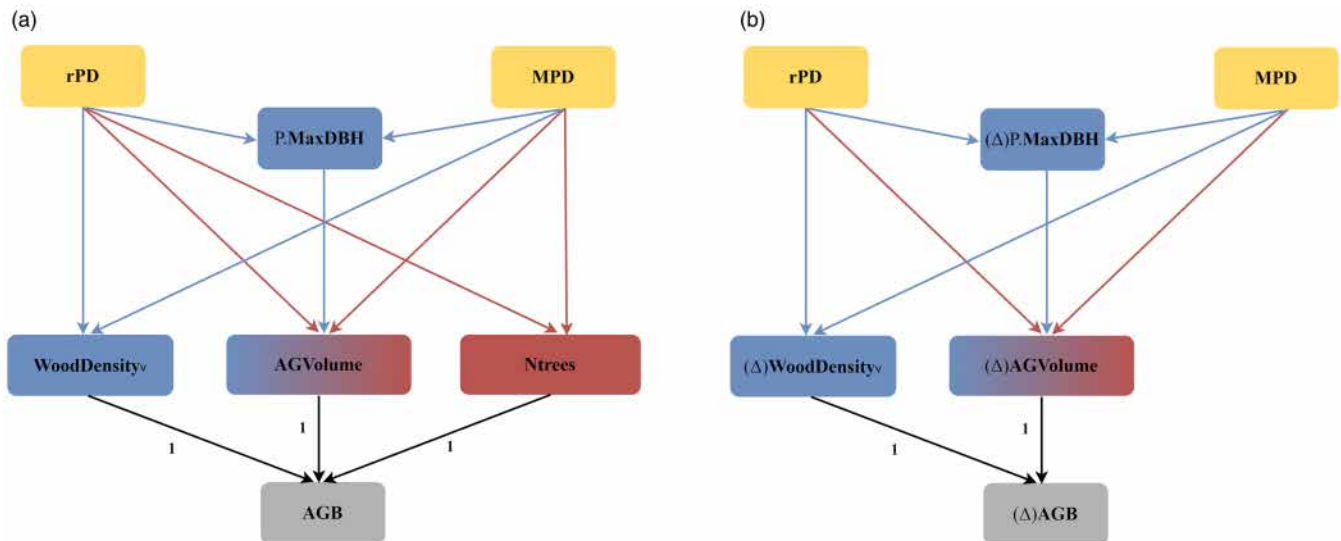 (a)
rPD
MPD
P.MaxDBH
WoodDensityv
AGVolume
Ntrees
1
1
1
AGB
(b)
rPD
MPD
(Δ)P.MaxDBH
(Δ)WoodDensityv
(Δ)AGVolume
1
1
(Δ)AGB